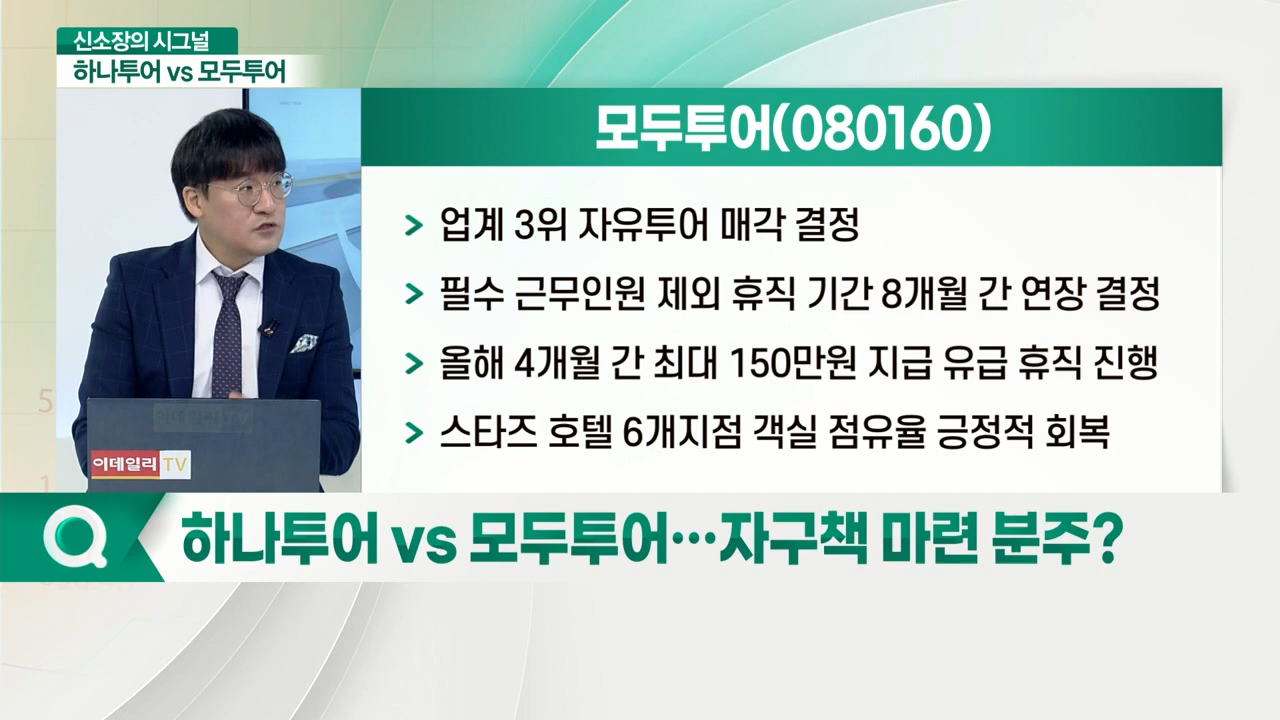 신소장의 시그널
하나투어 vs 모두투어
모두투어(080160)
> 업계 3위 자유투어 매각 결정
> 필수 근무인원 제외 휴직 기간 8개월 간 연장 결정
> 올해 4개월 간 최대 150만원 지급 유급 휴직 진행
> 스타즈 호텔 6개지점 객실 점유율 긍정적 회복
이데일리 TV
하나투어 vs 모두투어…자구책 마련 분주?